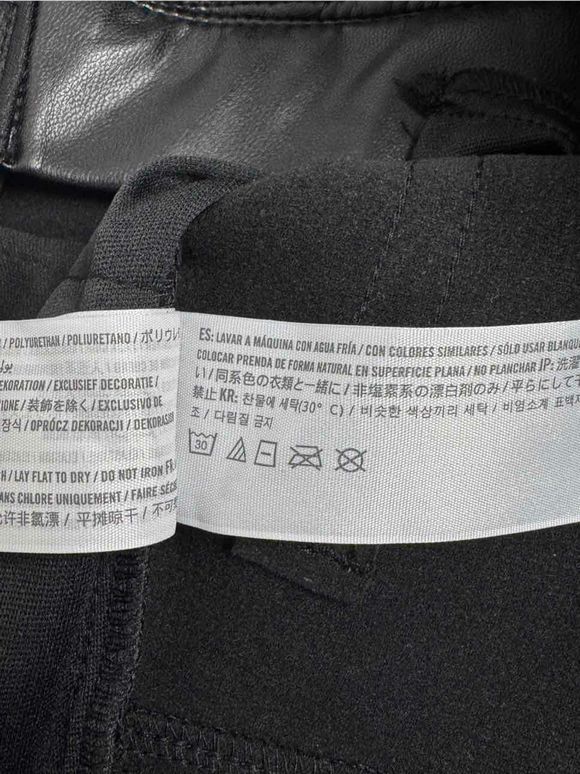 / POLYURETHAN / POLIURETANO / ポリウレ
EKORATION / EXCLUSIEF DECORATIE /
IONE / 装飾を除く / EXCLUSIVO DE
장식 / OPRÓCZ DEKORACJI / DEKORASYON
/ LAY FLAT TO DRY / DO NOT IRON FR
ANS CHLORE UNIQUEMENT / FAIRE SÉC
允许非氯漂 / 平摊晾干 / 不可
ES: LAVAR A MÁQUINA CON AGUA FRÍA / CON COLORES SIMILARES / SÓLO USAR BLANQU
COLOCAR PRENDA DE FORMA NATURAL EN SUPERFICIE PLANA / NO PLANCHAR JP: 洗濯
い / 同系色の衣類と一緒に / 非塩素系の漂白剤のみ / 平らにして
禁止 KR: 찬물에 세탁(30° C) / 비슷한 색상끼리 세탁 / 비염소계 표백
조 / 다림질 금지
30